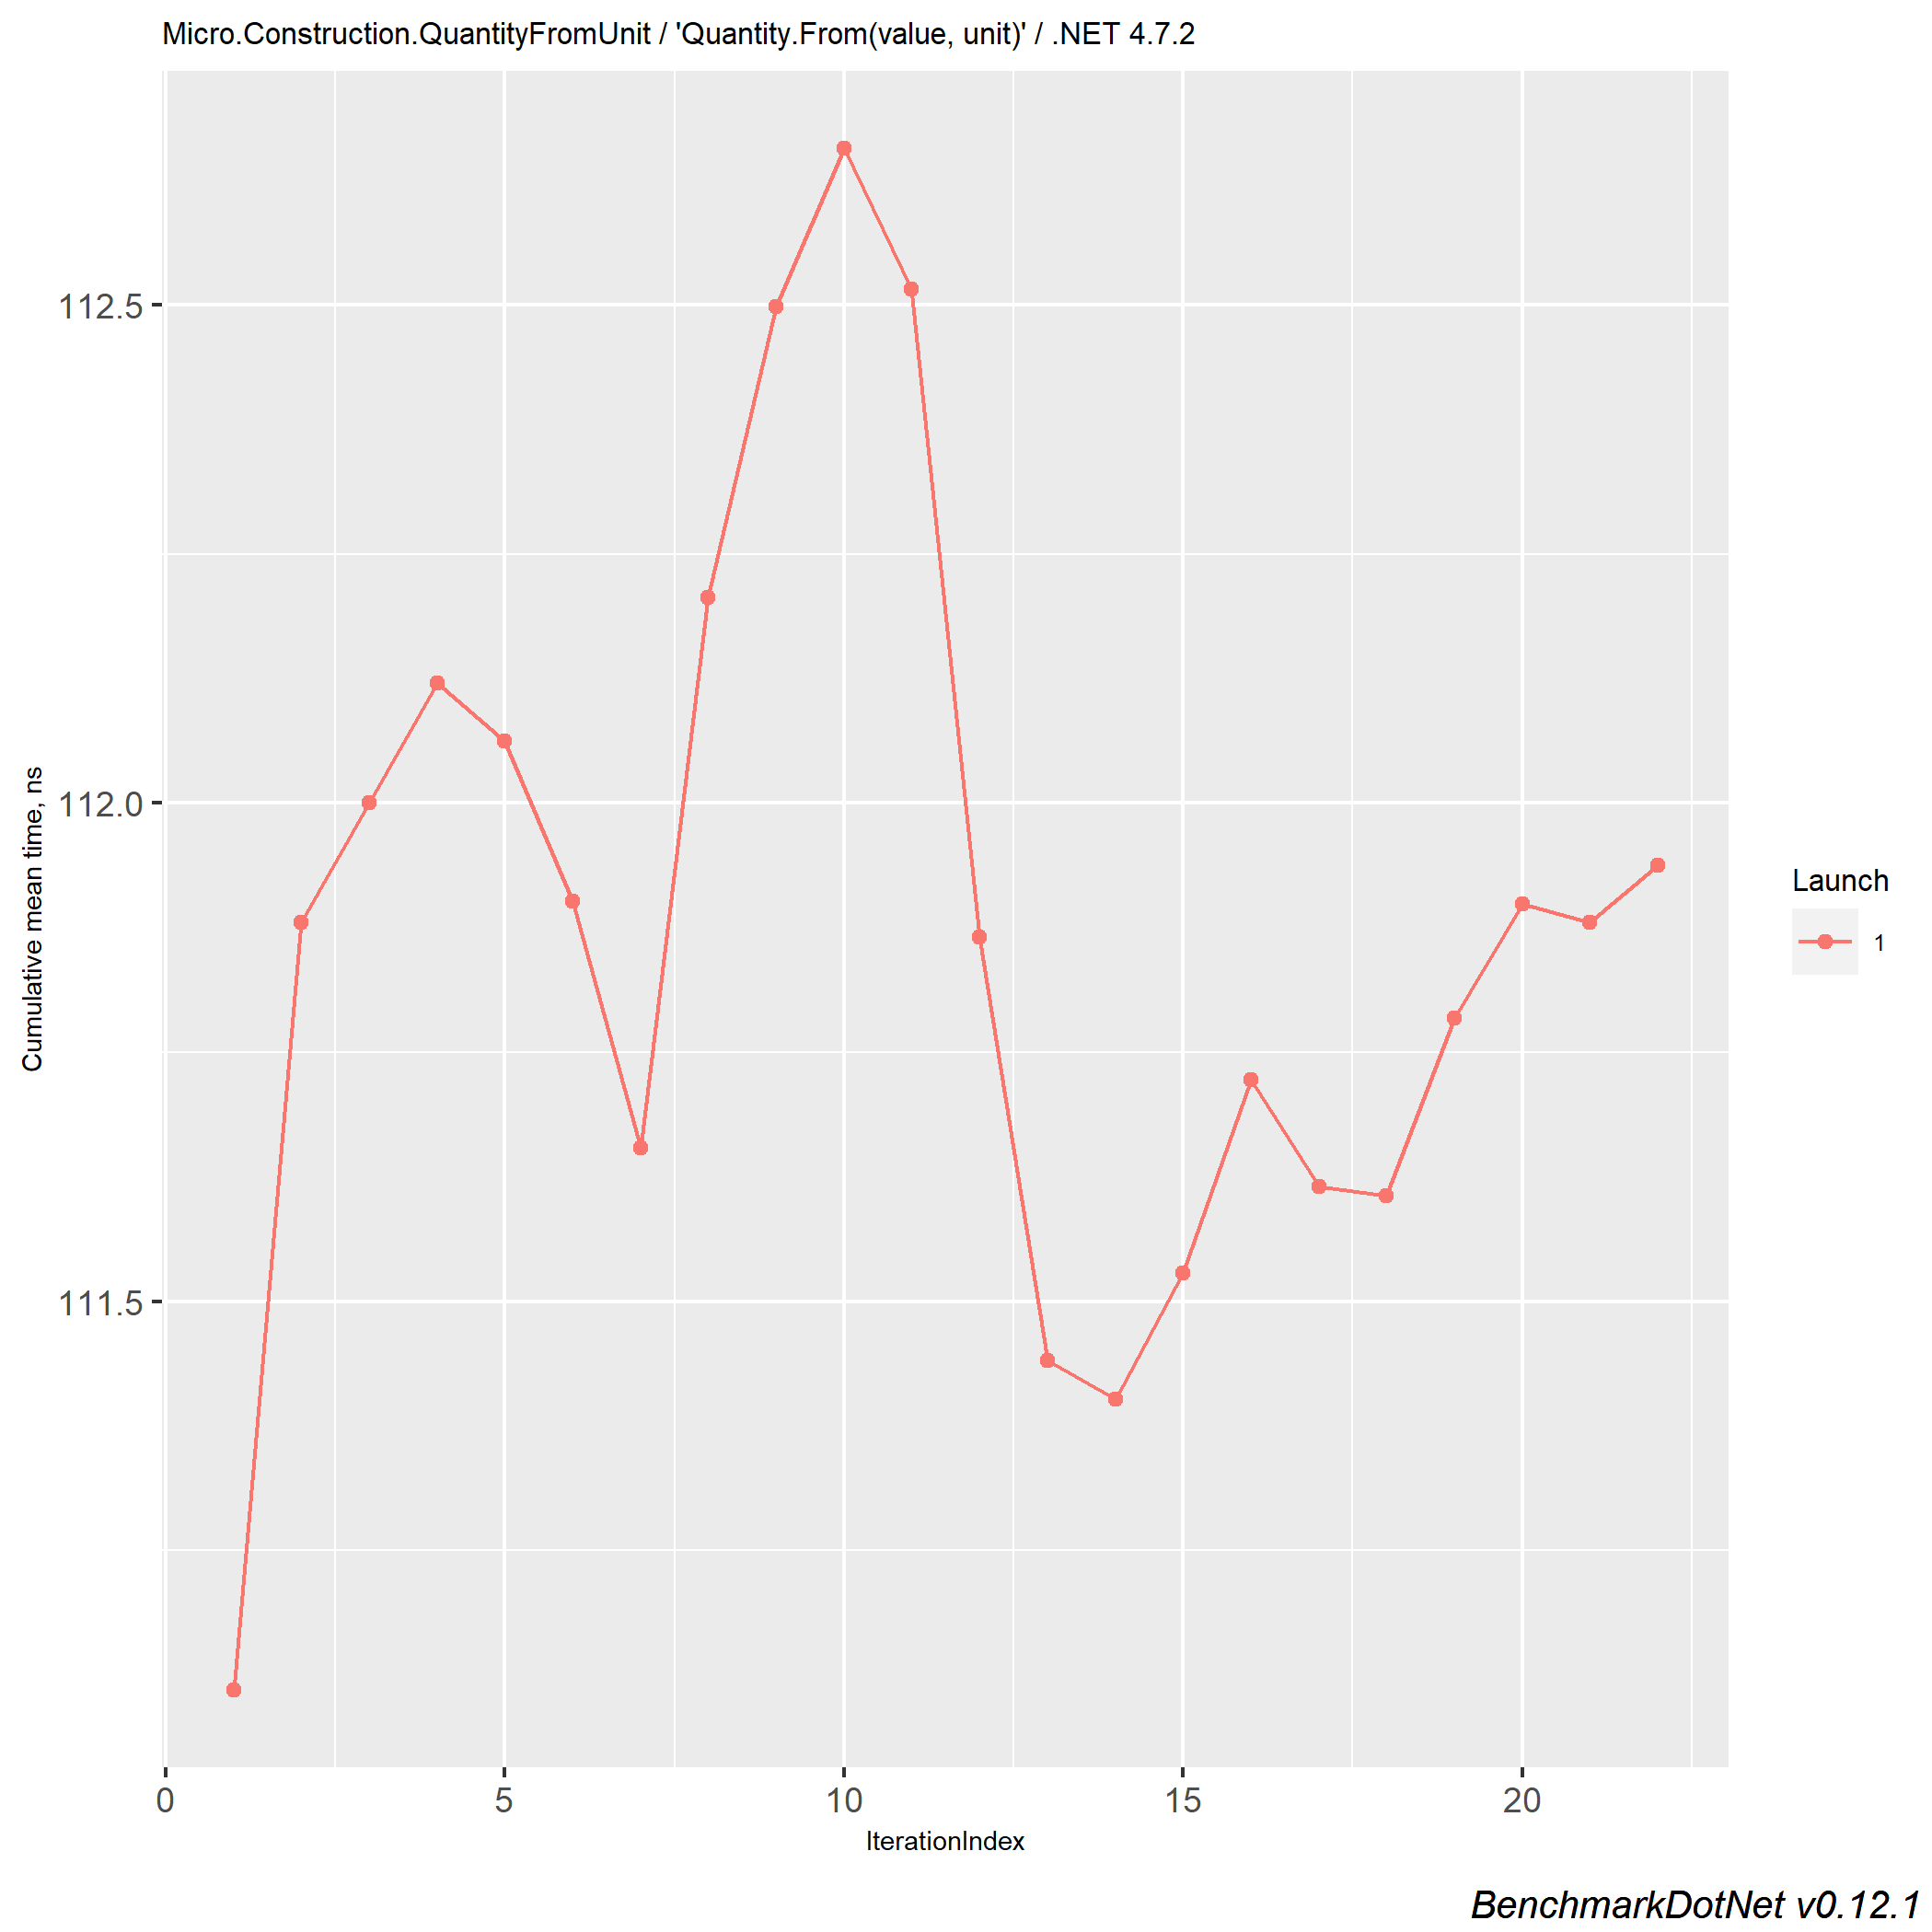 Micro.Construction.QuantityFromUnit / 'Quantity.From(value, unit)' / .NET 4.7.2
Cumulative mean time, ns
112.5
112.0
111.5
0 5 10 15 20
IterationIndex
Launch
1
BenchmarkDotNet v0.12.1